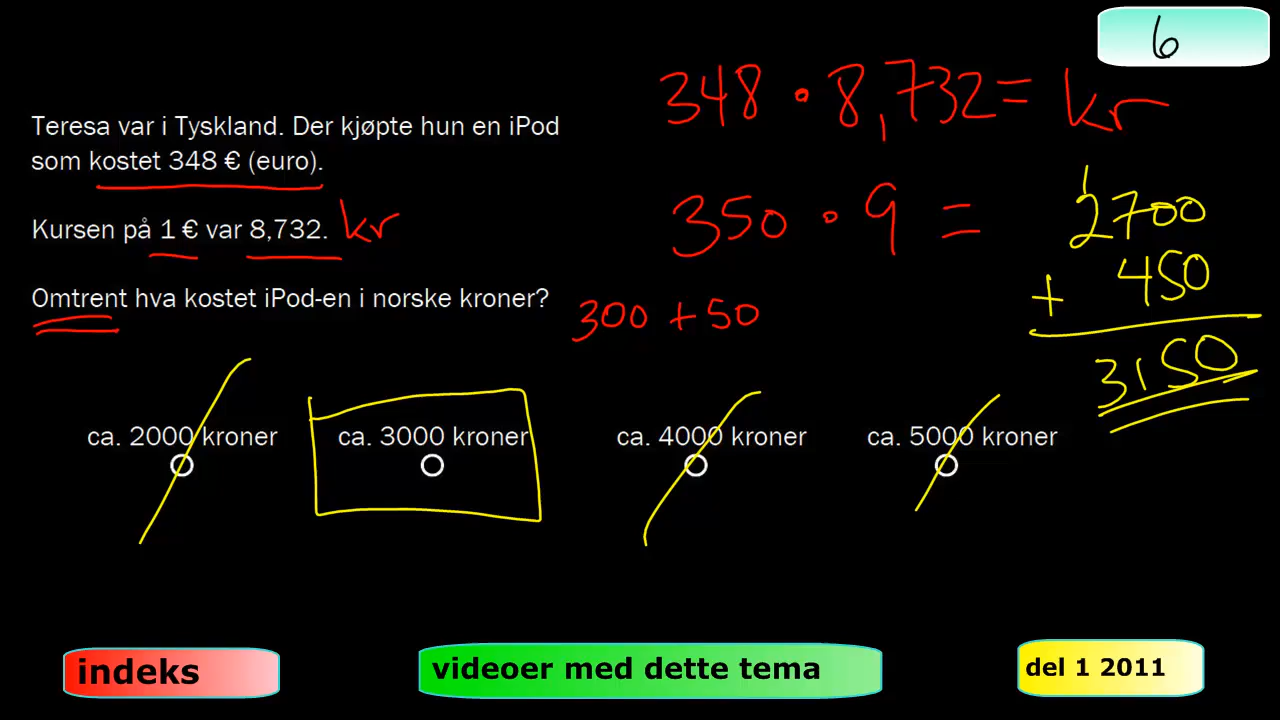 6
348 · 8,732 = kr
Teresa var i Tyskland. Der kjøpte hun en iPod
som kostet 348 € (euro).
Kursen på 1 € var 8,732. kr
350 · 9 =
Omtrent hva kostet iPod-en i norske kroner?
300 + 50
1
2700
+ 450
3150
ca. 2000 kroner
ca. 3000 kroner
ca. 4000 kroner
ca. 5000 kroner
indeks
videoer med dette tema
del 1 2011